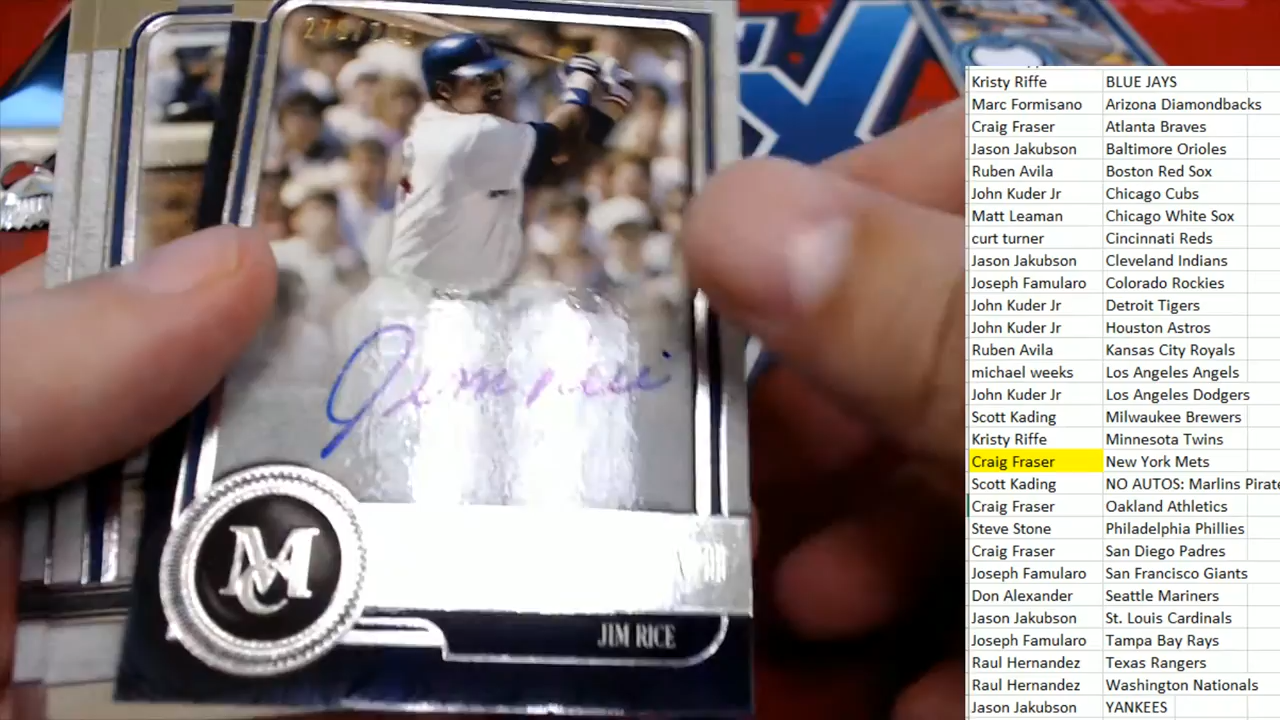 Jim Rice
MC
JIM RICE
Kristy Riffe BLUE JAYS
Marc Formisano Arizona Diamondbacks
Craig Fraser Atlanta Braves
Jason Jakubson Baltimore Orioles
Ruben Avila Boston Red Sox
John Kuder Jr Chicago Cubs
Matt Leaman Chicago White Sox
curt turner Cincinnati Reds
Jason Jakubson Cleveland Indians
Joseph Famularo Colorado Rockies
John Kuder Jr Detroit Tigers
John Kuder Jr Houston Astros
Ruben Avila Kansas City Royals
michael weeks Los Angeles Angels
John Kuder Jr Los Angeles Dodgers
Scott Kading Milwaukee Brewers
Kristy Riffe Minnesota Twins
Craig Fraser New York Mets
Scott Kading NO AUTOS: Marlins Pirate
Craig Fraser Oakland Athletics
Steve Stone Philadelphia Phillies
Craig Fraser San Diego Padres
Joseph Famularo San Francisco Giants
Don Alexander Seattle Mariners
Jason Jakubson St. Louis Cardinals
Joseph Famularo Tampa Bay Rays
Raul Hernandez Texas Rangers
Raul Hernandez Washington Nationals
Jason Jakubson YANKEES